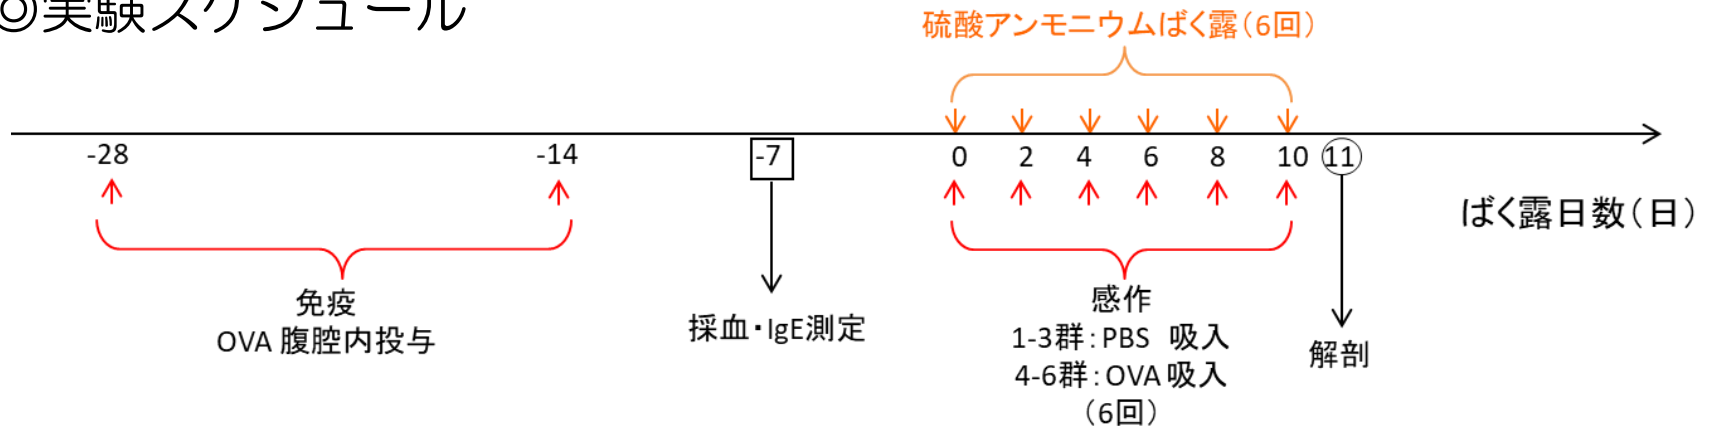 ◎実験スケジュール
硫酸アンモニウムばく露（6回）
-28 -14 -7 0 2 4 6 8 10 11
ばく露日数（日）
免疫
OVA 腹腔内投与
採血・IgE測定
感作
1-3群：PBS 吸入
4-6群：OVA 吸入
（6回）
解剖